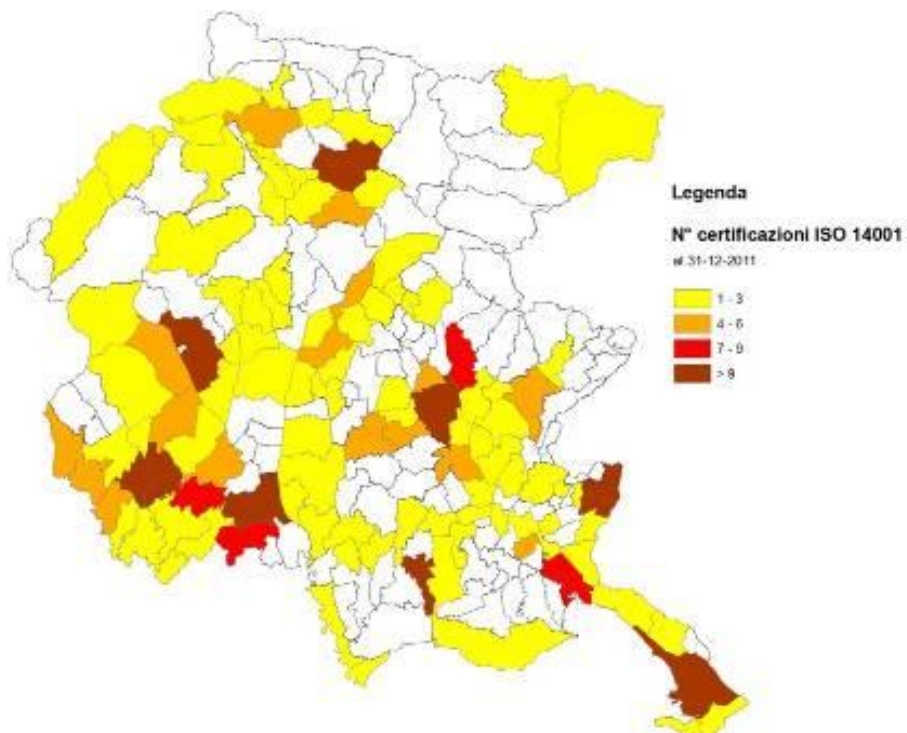 Legenda
N° certificazioni ISO 14001
al 31-12-2011
1 - 3
4 - 6
7 - 9
> 9